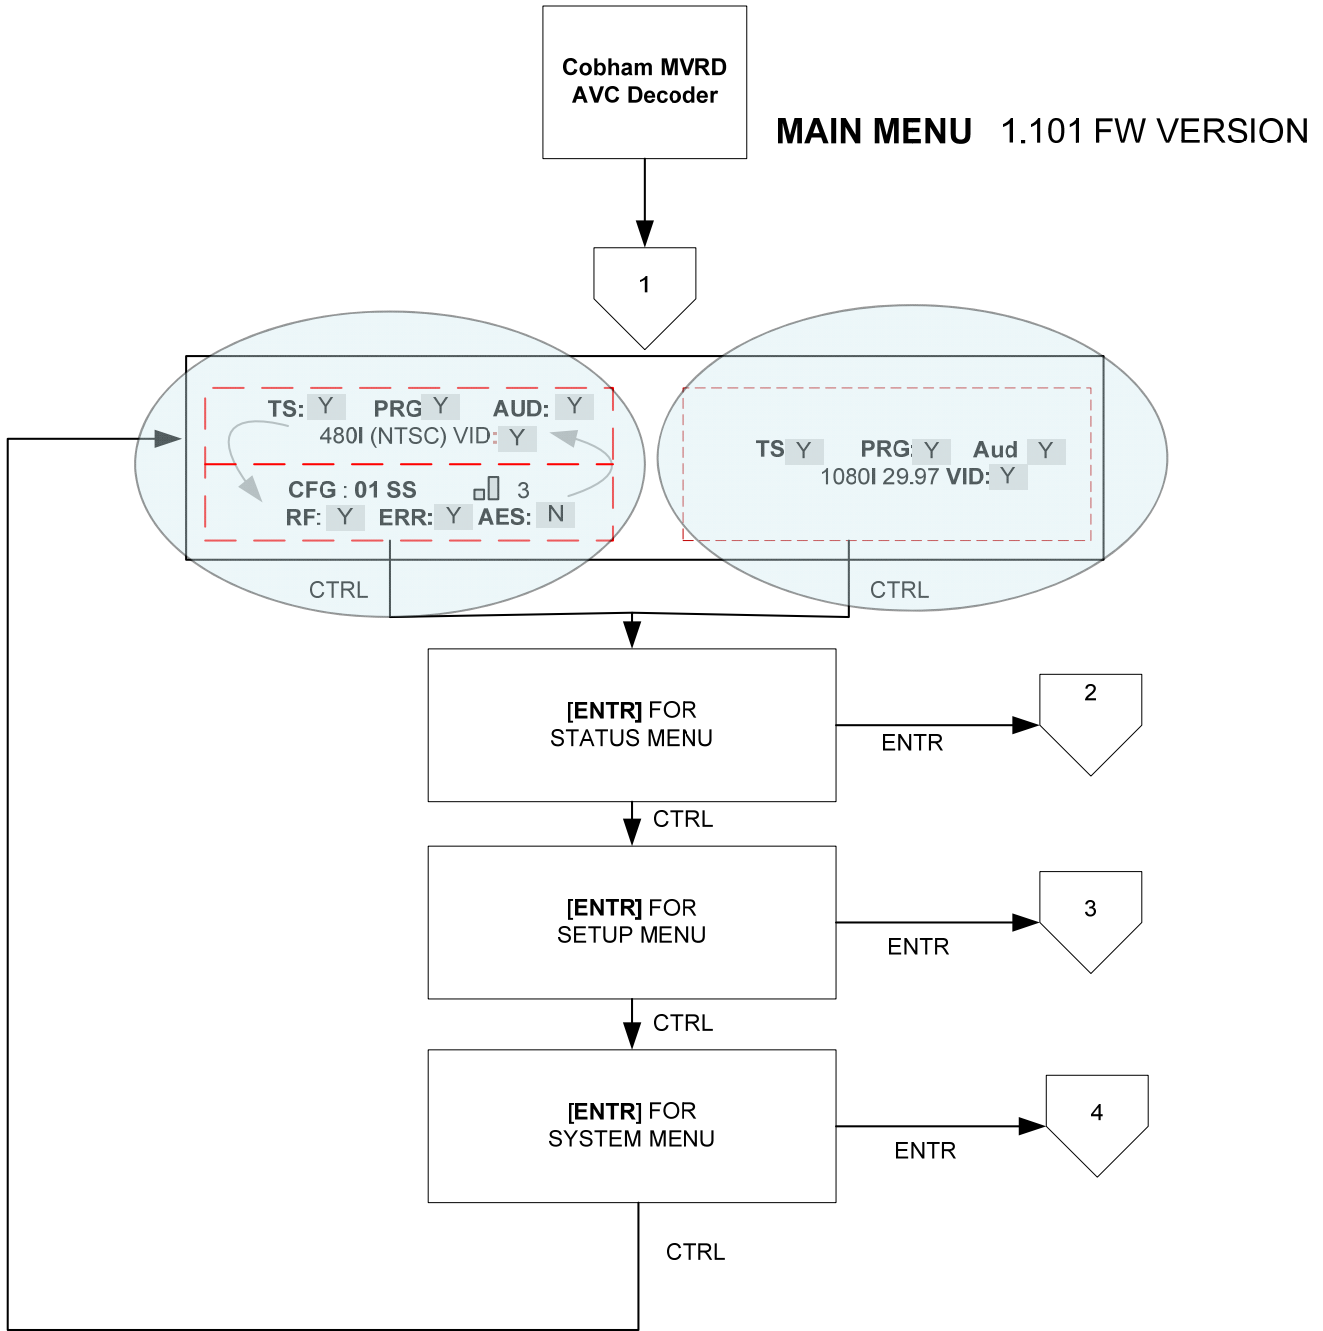 Cobham MVRD
AVC Decoder
MAIN MENU 1.101 FW VERSION
1
TS: Y PRG Y AUD: Y
480I (NTSC) VID: Y
CFG : 01 SS 3
RF: Y ERR: Y AES: N
TS Y PRG: Y Aud Y
1080I 29.97 VID: Y
CTRL
CTRL
[ENTR] FOR
STATUS MENU
ENTR
2
CTRL
[ENTR] FOR
SETUP MENU
ENTR
3
CTRL
[ENTR] FOR
SYSTEM MENU
ENTR
4
CTRL